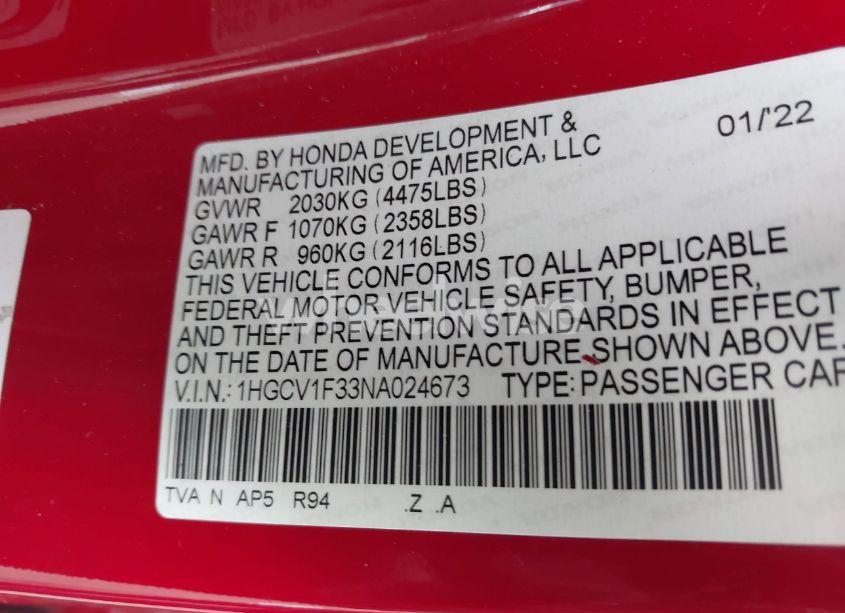 MFD. BY HONDA DEVELOPMENT & 01/'22
MANUFACTURING OF AMERICA, LLC
GVWR 2030KG (4475LBS)
GAWR F 1070KG (2358LBS)
GAWR R 960KG (2116LBS)
THIS VEHICLE CONFORMS TO ALL APPLICABLE
FEDERAL MOTOR VEHICLE SAFETY, BUMPER,
AND THEFT PREVENTION STANDARDS IN EFFECT
ON THE DATE OF MANUFACTURE SHOWN ABOVE.
V.I.N.: 1HGCV1F33NA024673 TYPE: PASSENGER CAR
TVA N AP5 R94 .Z .A